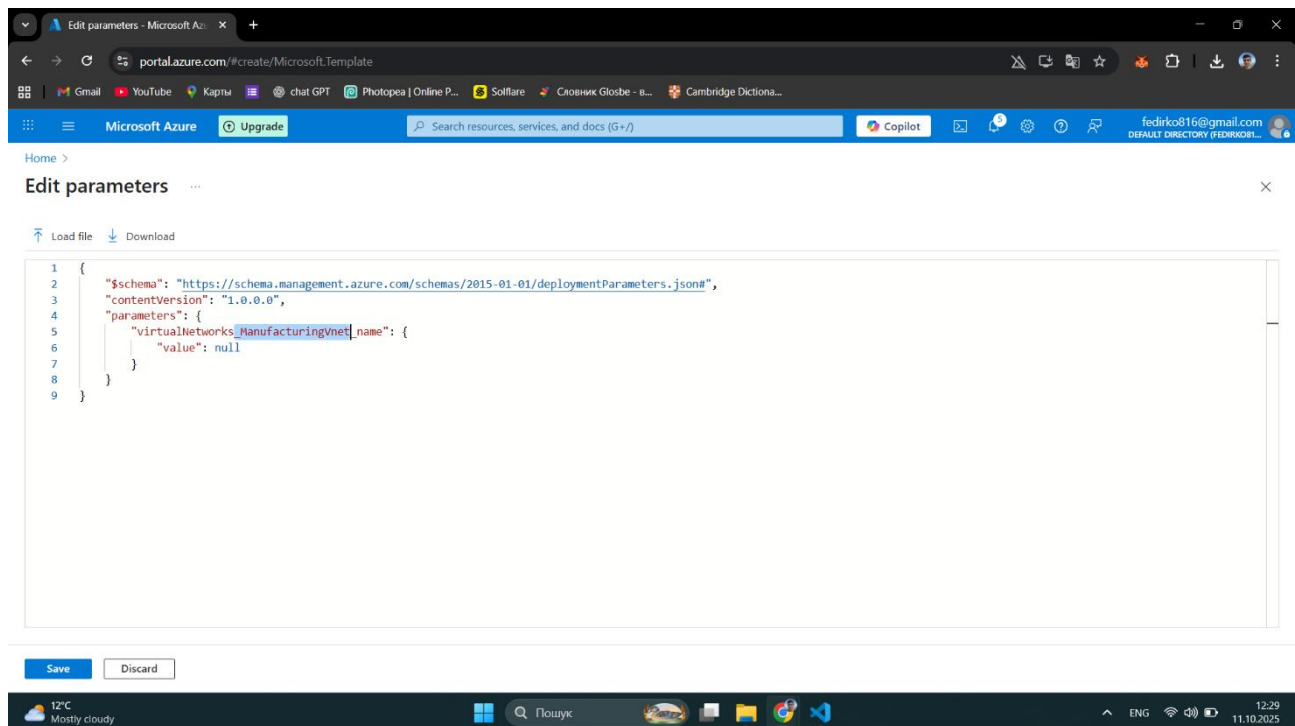 Edit parameters - Microsoft Az
portal.azure.com/#create/Microsoft.Template
Gmail YouTube Карты chat GPT Photopea | Online P... Solflare Словник Glosbe - в... Cambridge Dictiona...
Microsoft Azure Upgrade Search resources, services, and docs (G+/) Copilot 5 fedirko816@gmail.com
DEFAULT DIRECTORY (FEDIRKO81...
Home >
Edit parameters ...
Load file Download
1 {
2 "$schema": "https://schema.management.azure.com/schemas/2015-01-01/deploymentParameters.json#",
3 "contentVersion": "1.0.0.0",
4 "parameters": {
5 "virtualNetworks_ManufacturingVnet_name": {
6 "value": null
7 }
8 }
9 }
Save Discard
12°C
Mostly cloudy
Пошук
ENG 12:29
11.10.2025